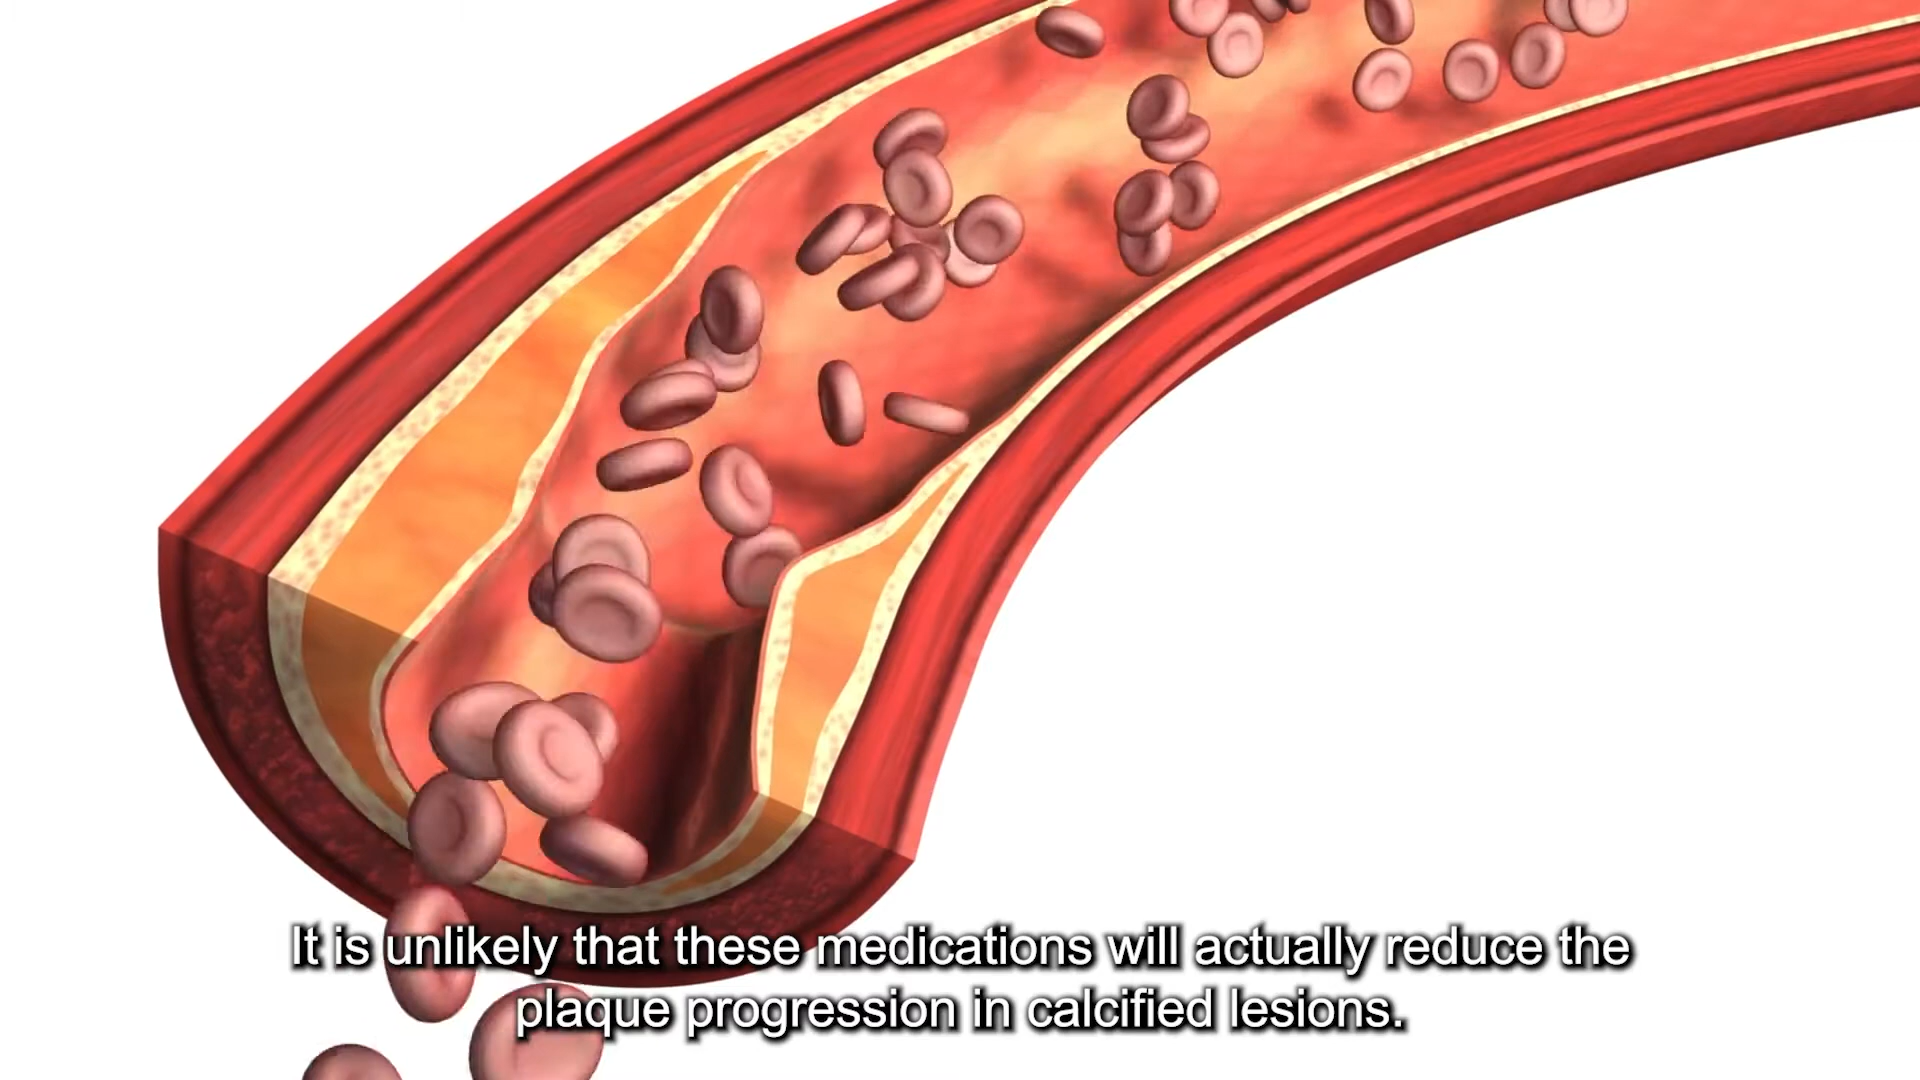 It is unlikely that these medications will actually reduce the
plaque progression in calcified lesions.